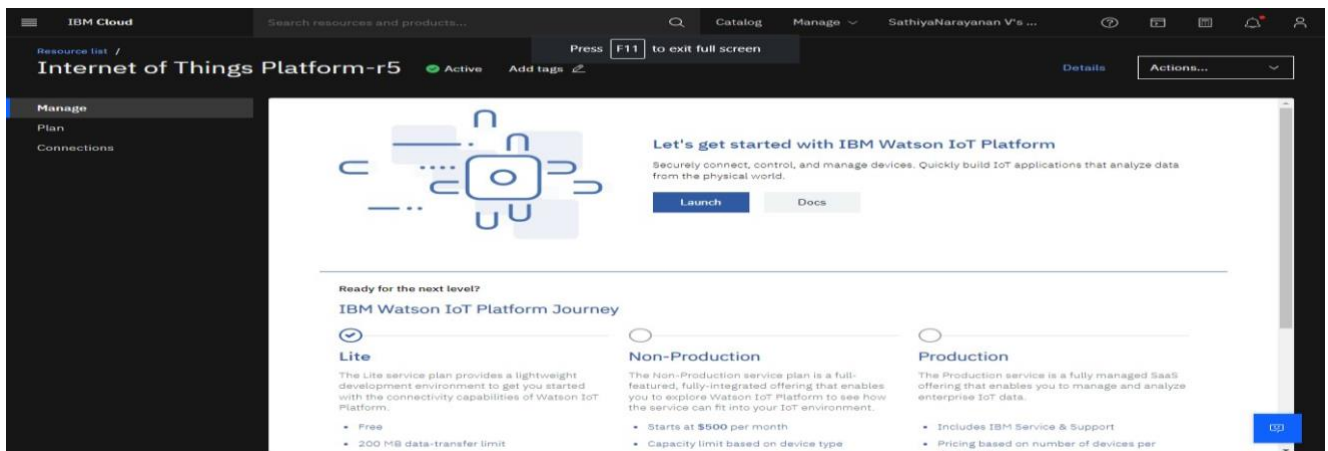 IBM Cloud
Search resources and products...
Catalog
Manage
SathiyaNarayanan V's ...
Press F11 to exit full screen
Resource list /
Internet of Things Platform-r5
Active
Add tags
Details
Actions...
Manage
Plan
Connections
Let's get started with IBM Watson IoT Platform
Securely connect, control, and manage devices. Quickly build IoT applications that analyze data
from the physical world.
Launch
Docs
Ready for the next level?
IBM Watson IoT Platform Journey
Lite
The Lite service plan provides a lightweight
development environment to get you started
with the connectivity capabilities of Watson IoT
Platform.
• Free
• 200 MB data-transfer limit
Non-Production
The Non-Production service plan is a full-
featured, fully-integrated offering that enables
you to explore Watson IoT Platform to see how
the service can fit into your IoT environment.
• Starts at $500 per month
• Capacity limit based on device type
Production
The Production service is a fully managed SaaS
offering that enables you to manage and analyze
enterprise IoT data.
• Includes IBM Service & Support
• Pricing based on number of devices per